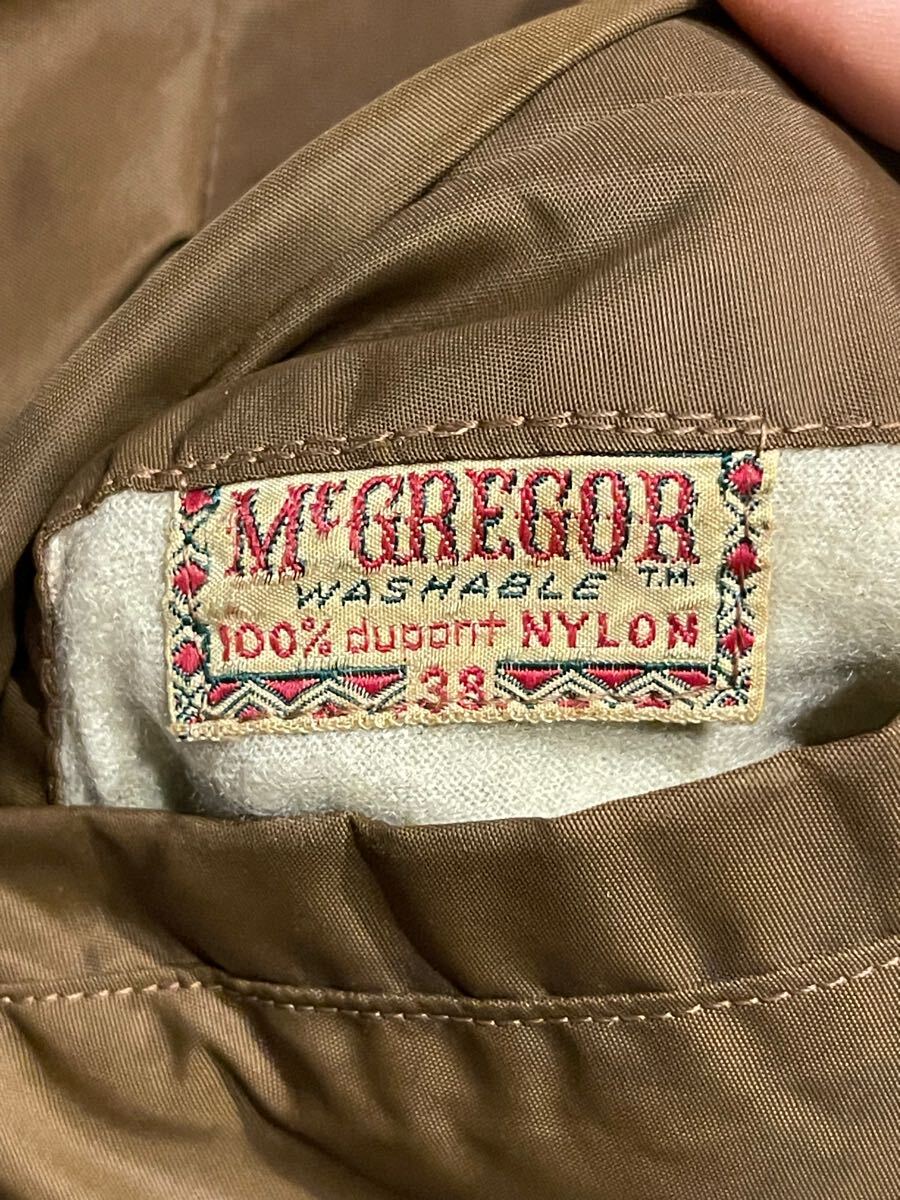 McGREGOR
WASHABLE T.M.
100% dupont NYLON
38